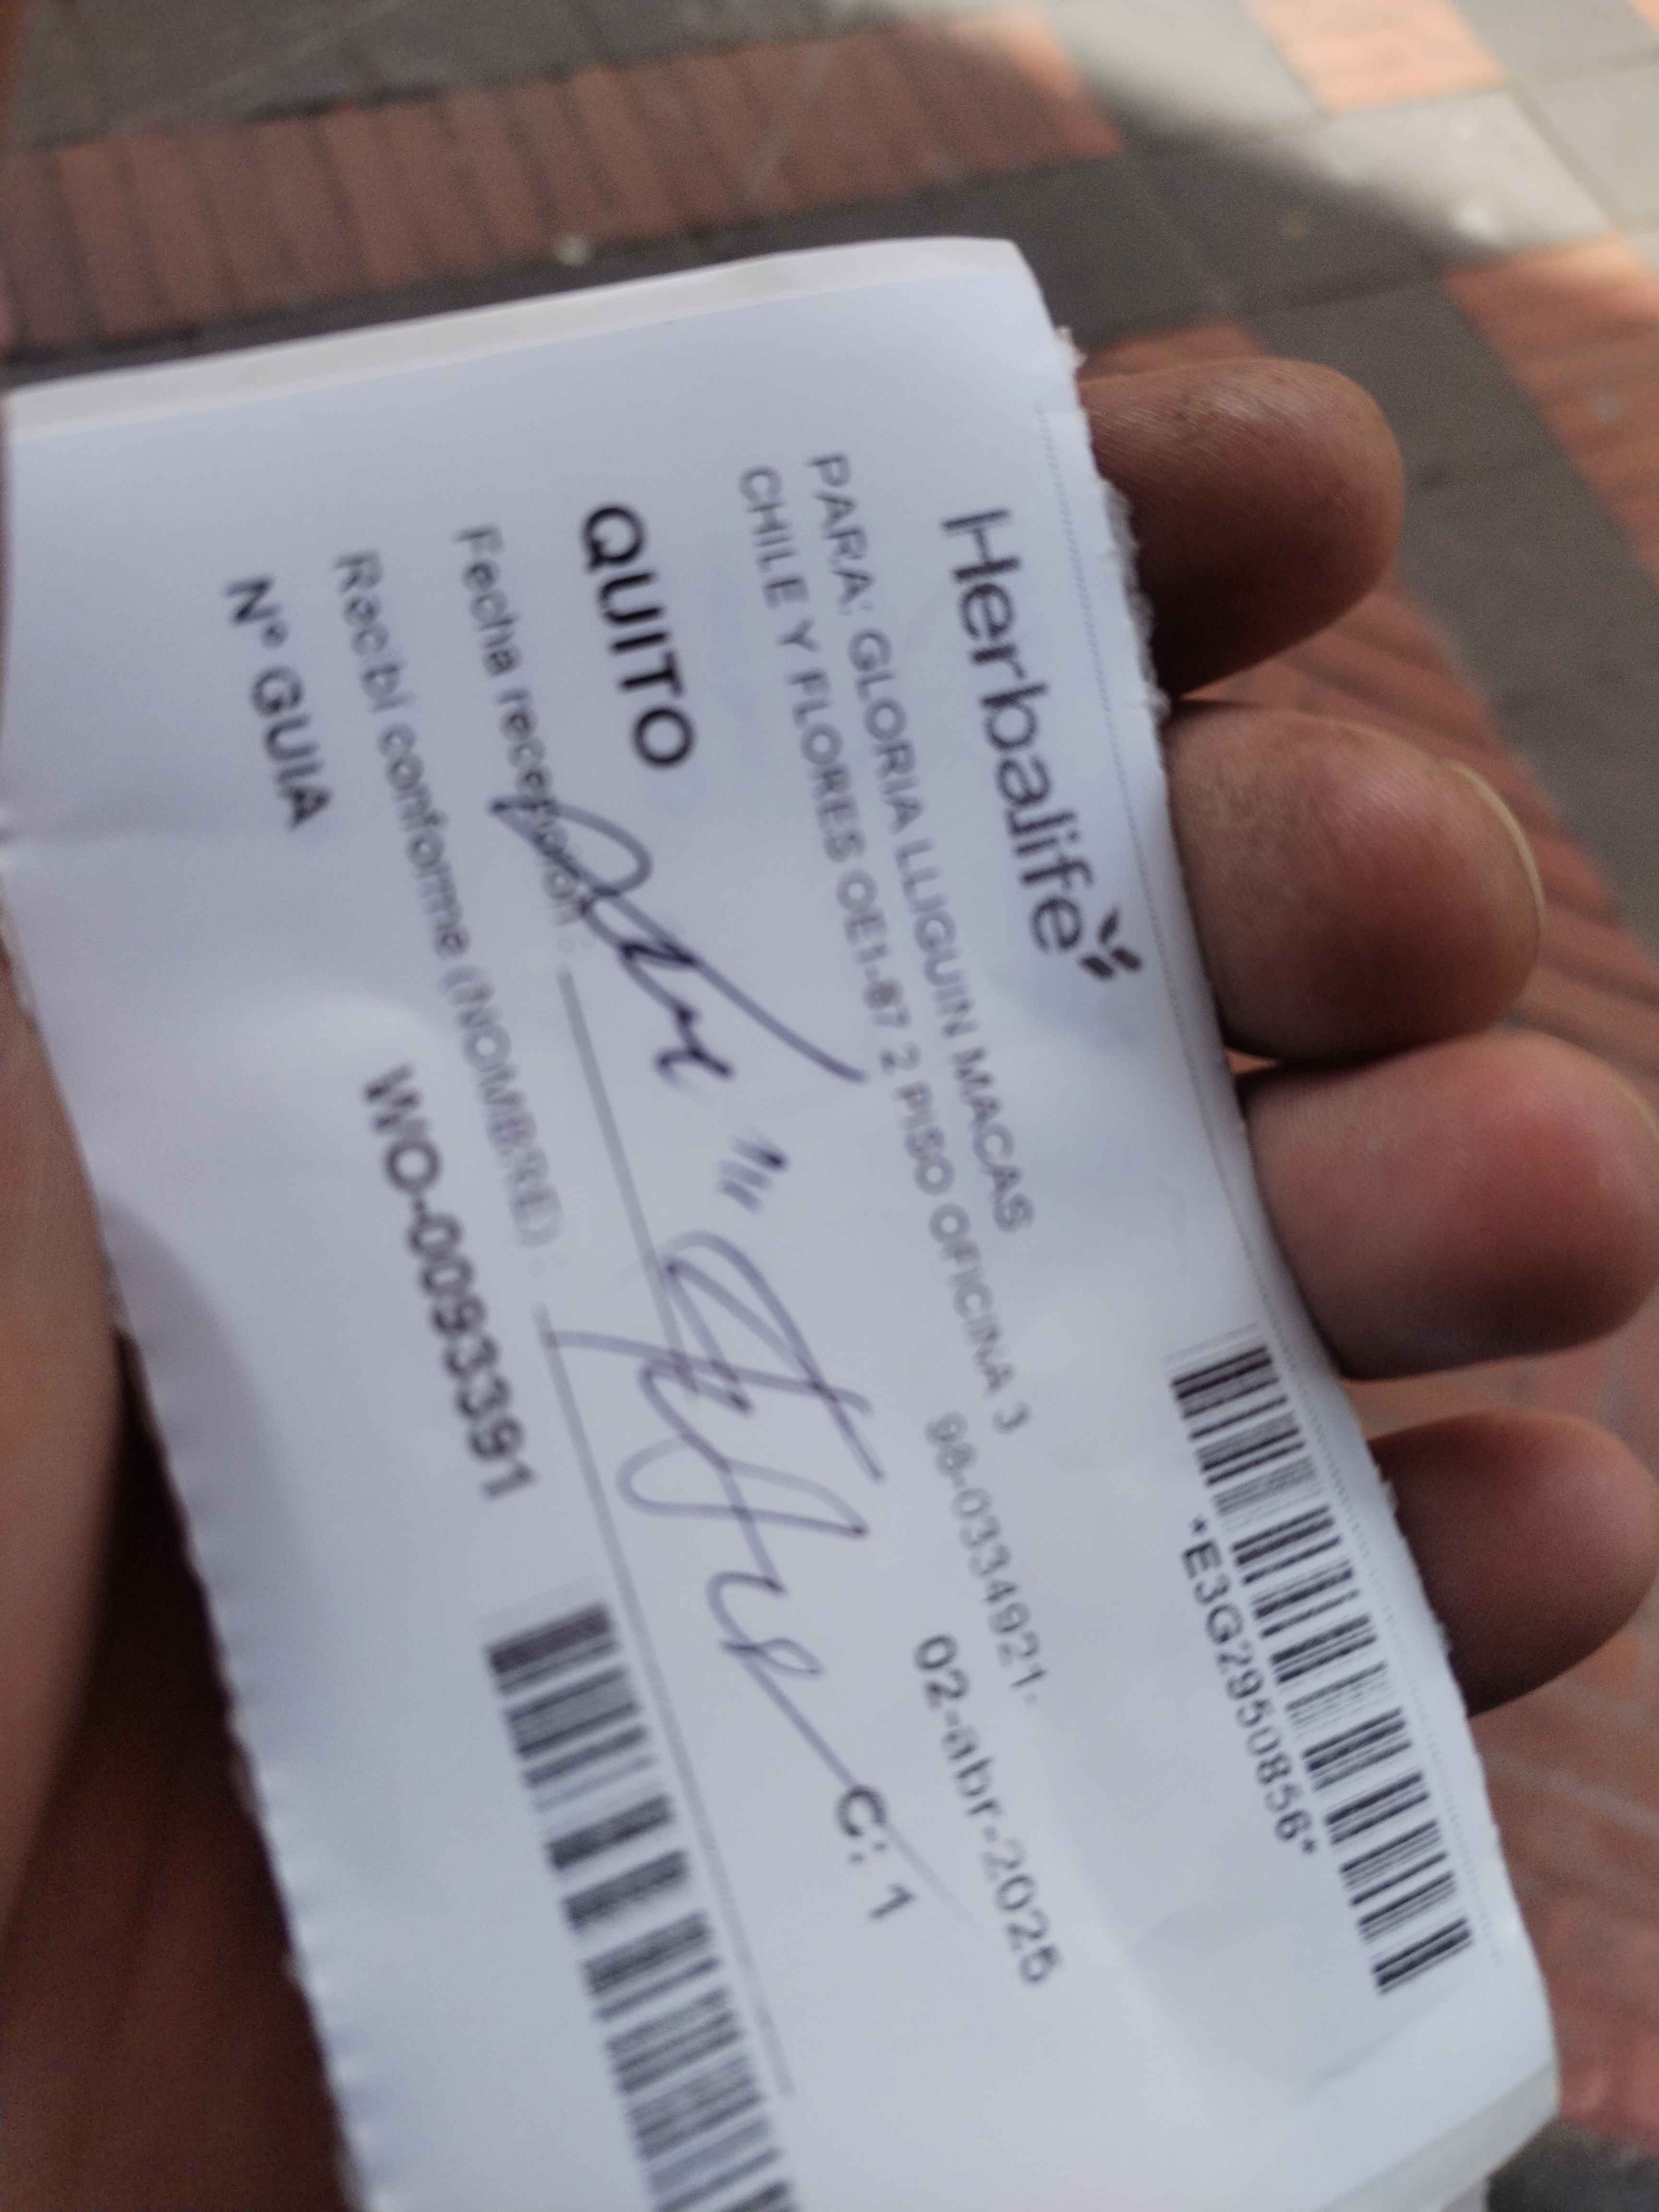 Herbalife
*E3G2950856*
PARA: GLORIA LLIGUIN MACAS
CHILE Y FLORES OE1-87 2 PISO OFICINA 3
98-0334921-
02-abr-2025
QUITO
C: 1
Fecha recepcion :
Recibi conforme (NOMBRE) :
Nº GUIA WO-0093391